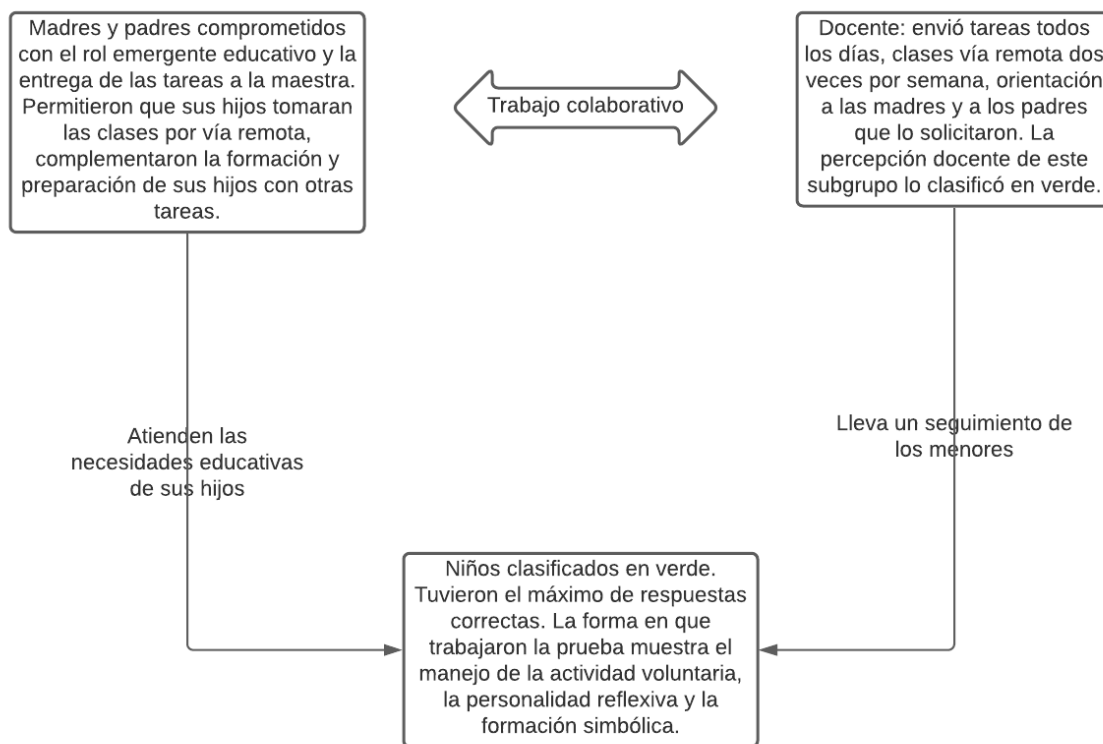 Madres y padres comprometidos
con el rol emergente educativo y la
entrega de las tareas a la maestra.
Permitieron que sus hijos tomaran
las clases por vía remota,
complementaron la formación y
preparación de sus hijos con otras
tareas.
Trabajo colaborativo
Docente: envió tareas todos
los días, clases vía remota dos
veces por semana, orientación
a las madres y a los padres
que lo solicitaron. La
percepción docente de este
subgrupo lo clasificó en verde.
Atienden las
necesidades educativas
de sus hijos
Lleva un seguimiento de
los menores
Niños clasificados en verde.
Tuvieron el máximo de respuestas
correctas. La forma en que
trabajaron la prueba muestra el
manejo de la actividad voluntaria,
la personalidad reflexiva y la
formación simbólica.